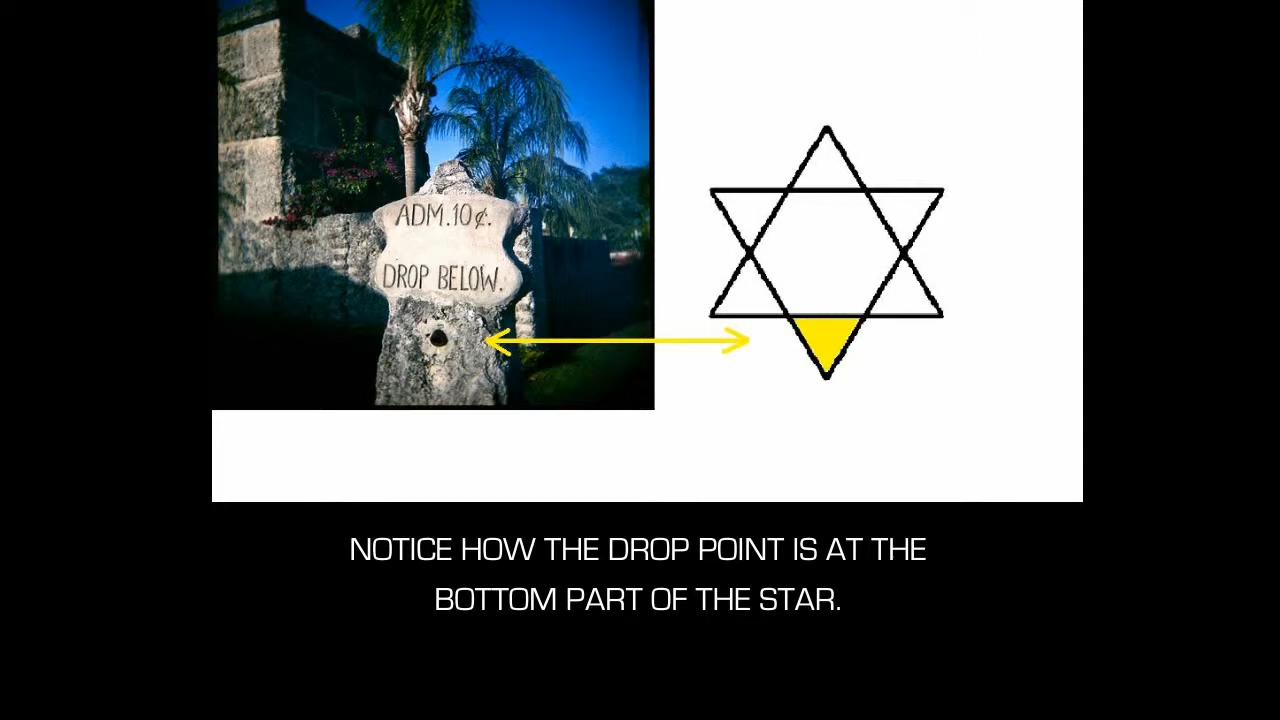 ADM.10¢.
DROP BELOW.
NOTICE HOW THE DROP POINT IS AT THE
BOTTOM PART OF THE STAR.